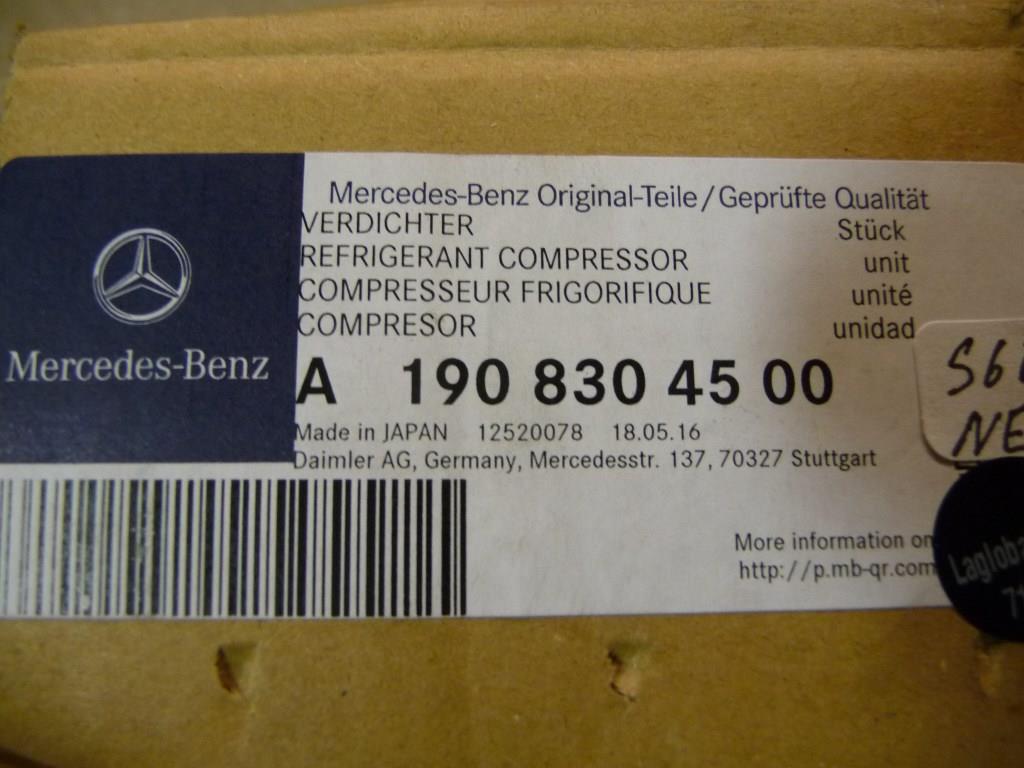 Mercedes-Benz Original-Teile/Geprüfte Qualität
VERDICHTER Stück
REFRIGERANT COMPRESSOR unit
COMPRESSEUR FRIGORIFIQUE unité
COMPRESOR unidad
Mercedes-Benz
A 190 830 45 00
Made in JAPAN 12520078 18.05.16
Daimler AG, Germany, Mercedesstr. 137, 70327 Stuttgart
More information on
http://p.mb-qr.com